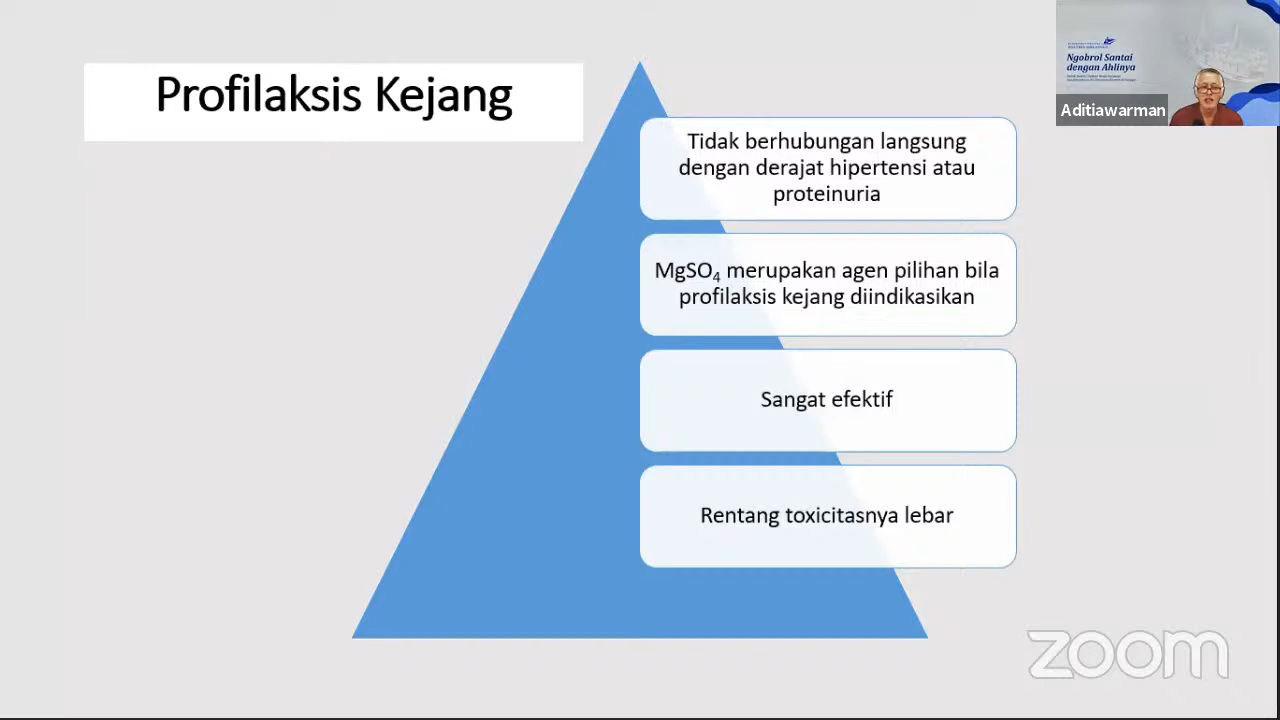 Profilaksis Kejang
Tidak berhubungan langsung
dengan derajat hipertensi atau
proteinuria
MgSO₄ merupakan agen pilihan bila
profilaksis kejang diindikasikan
Sangat efektif
Rentang toxicitasnya lebar
Ngobrol Santai
dengan Ahlinya
Aditiawarman
zoom